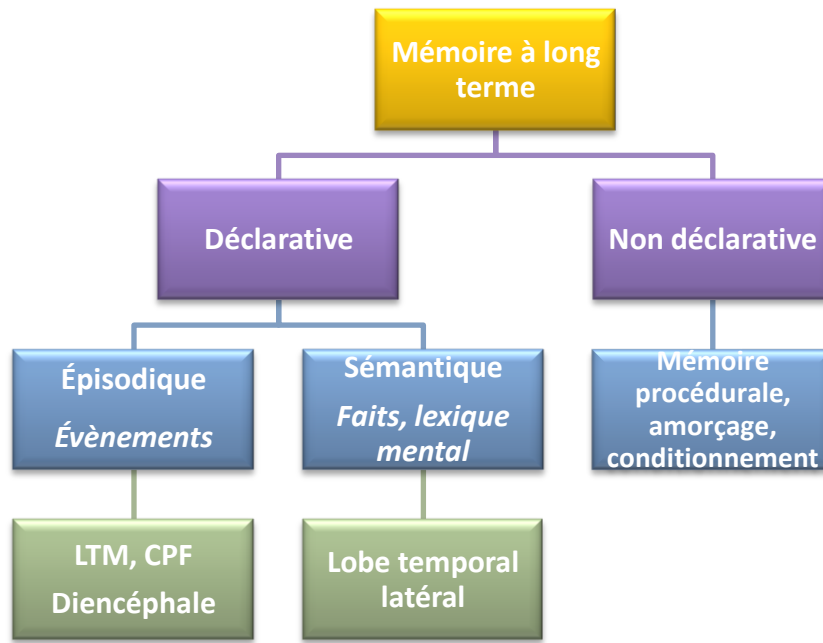 Mémoire à long
terme
Déclarative
Non déclarative
Épisodique
Évènements
Sémantique
Faits, lexique
mental
Mémoire
procédurale,
amorçage,
conditionnement
LTM, CPF
Diencéphale
Lobe temporal
latéral